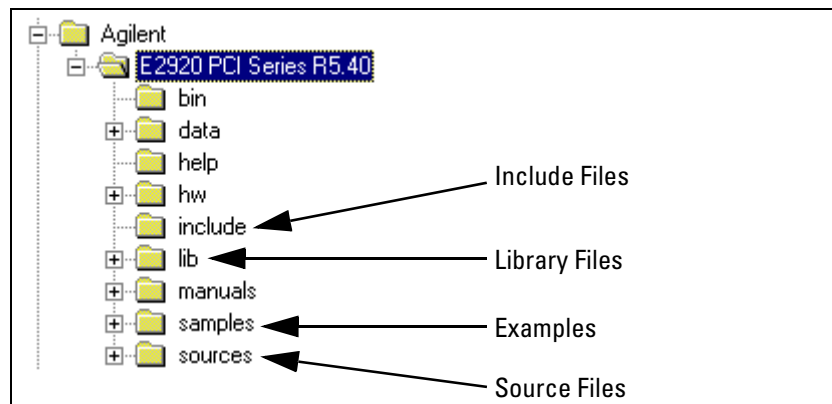 Agilent
E2920 PCI Series R5.40
bin
data
help
hw
Include Files
include
lib
Library Files
manuals
samples
Examples
sources
Source Files